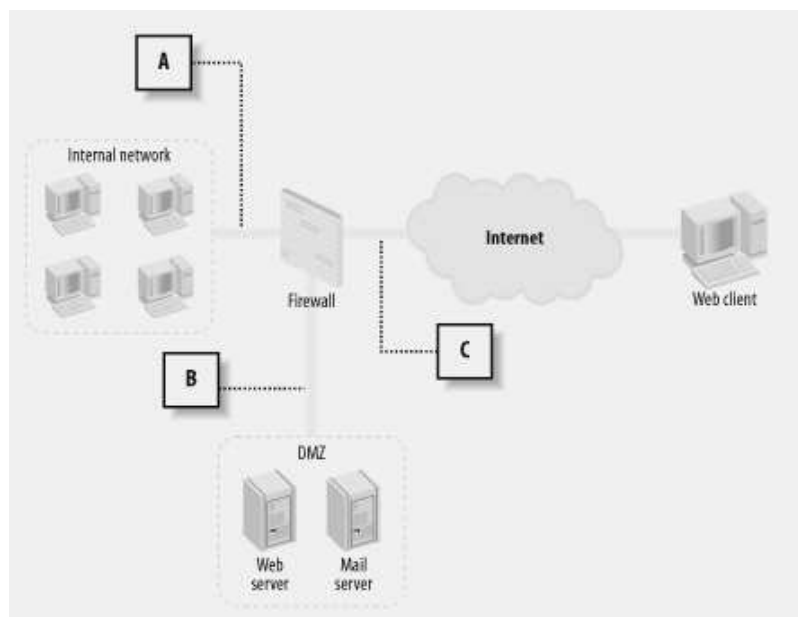 A
Internal network
Internet
Firewall
Web client
C
B
DMZ
Web
server
Mail
server